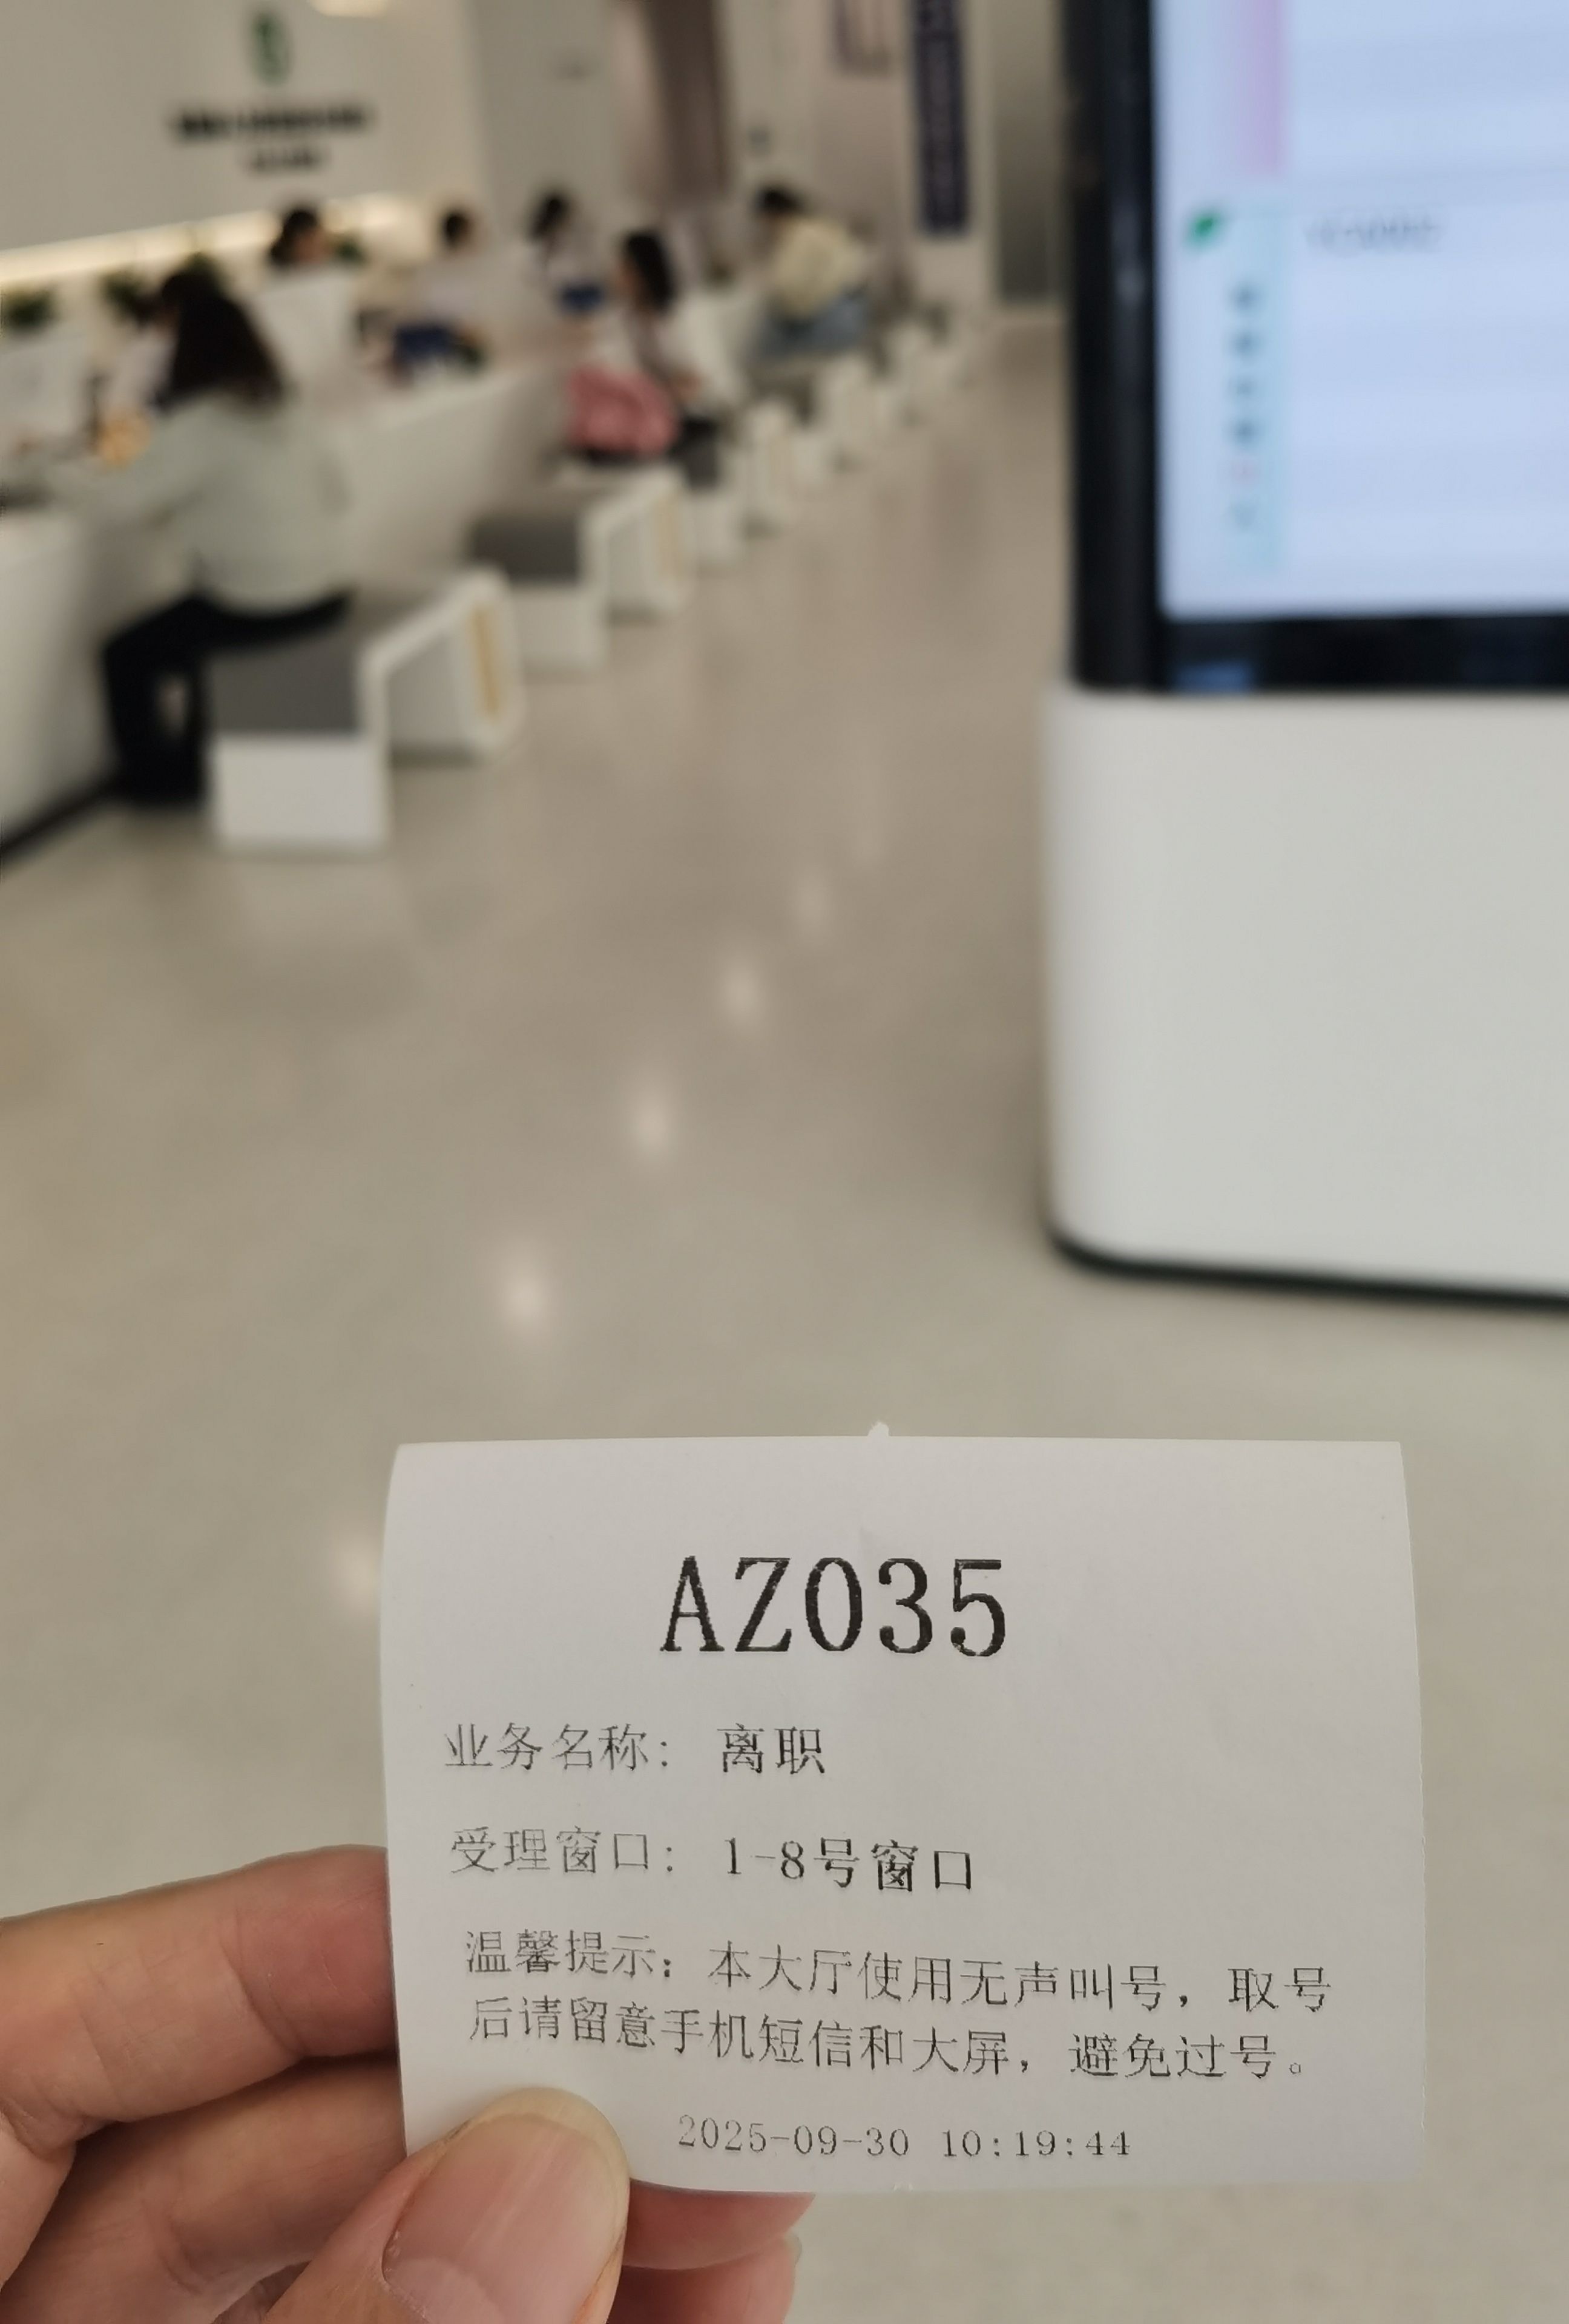 AZ035
业务名称： 离职
受理窗口： 1-8号窗口
温馨提示：本大厅使用无声叫号，取号
后请留意手机短信和大屏，避免过号。
2025-09-30 10:19:44